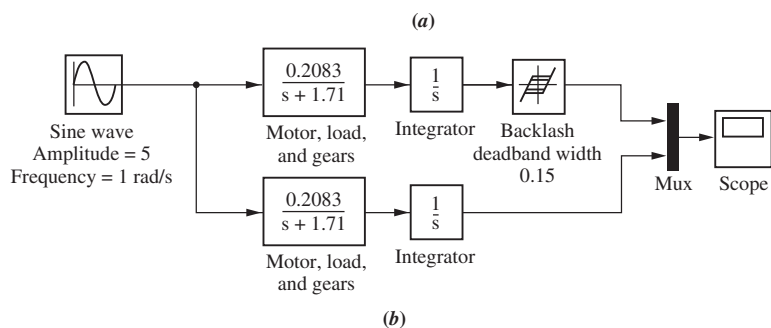 (a)
0.2083
s + 1.71
1
s
Sine wave
Amplitude = 5
Frequency = 1 rad/s
Motor, load,
and gears
Integrator
Backlash
deadband width
0.15
Mux
Scope
0.2083
s + 1.71
1
s
Motor, load,
and gears
Integrator
(b)